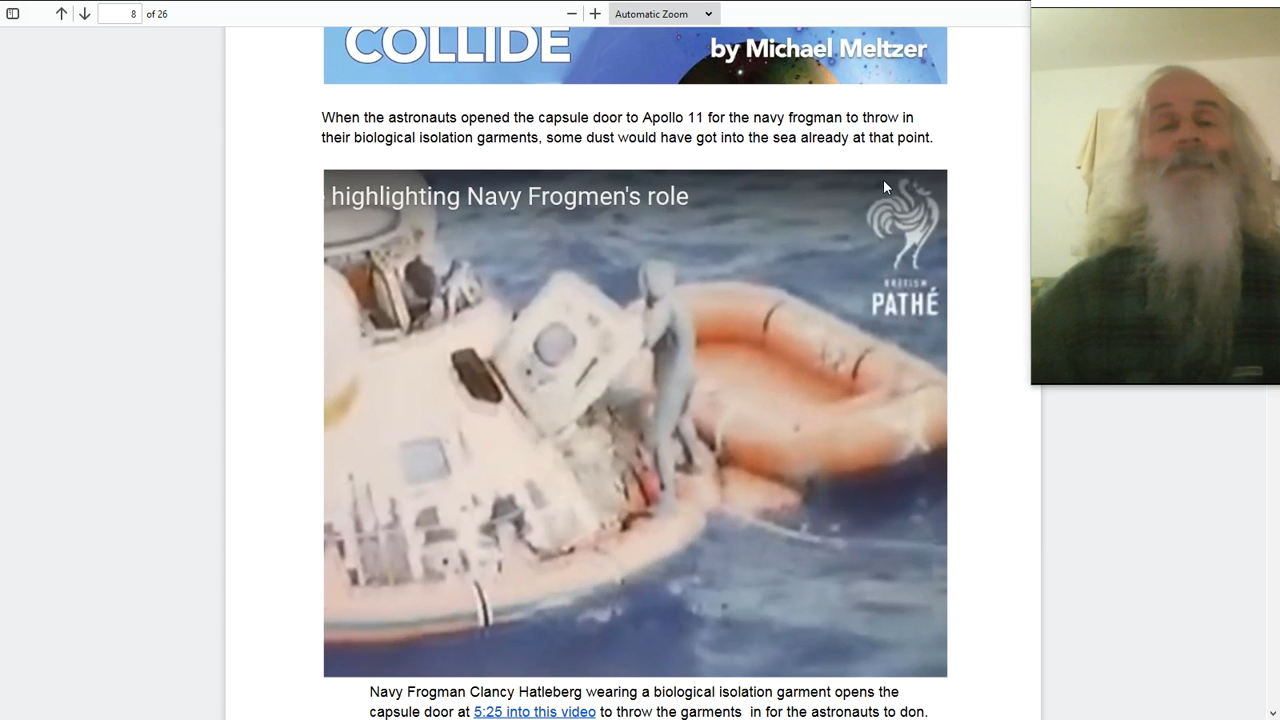 8 of 26
Automatic Zoom
COLLIDE
by Michael Meltzer
When the astronauts opened the capsule door to Apollo 11 for the navy frogman to throw in
their biological isolation garments, some dust would have got into the sea already at that point.
highlighting Navy Frogmen's role
BRITISH
PATHÉ
Navy Frogman Clancy Hatleberg wearing a biological isolation garment opens the
capsule door at 5:25 into this video to throw the garments in for the astronauts to don.